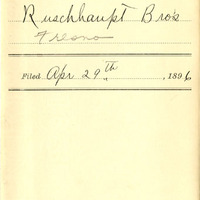 Ruschhaupt Bro's
Fresno
Filed Apr 29th, 1896